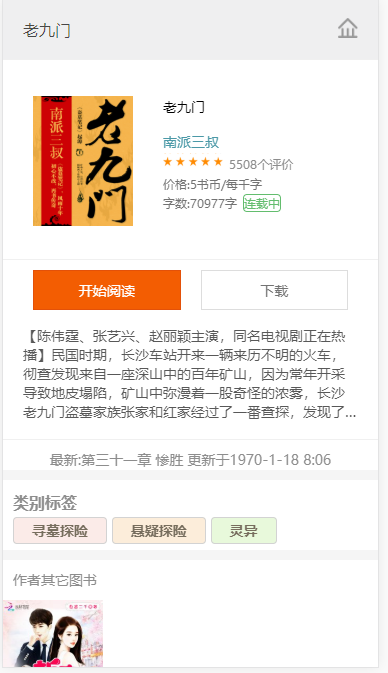 老九门
老九门
南派三叔
老九门
南派三叔
★★★★★ 5508个评价
价格:5书币/每千字
字数:70977字 连载中
开始阅读 下载
【陈伟霆、张艺兴、赵丽颖主演，同名电视剧正在热
播】民国时期，长沙车站开来一辆来历不明的火车，
彻查发现来自一座深山中的百年矿山，因为常年开采
导致地皮塌陷，矿山中弥漫着一股奇怪的浓雾，长沙
老九门盗墓家族张家和红家经过了一番查探，发现了...
最新:第三十一章 惨胜 更新于1970-1-18 8:06
类别标签
寻墓探险 悬疑探险 灵异
作者其它图书